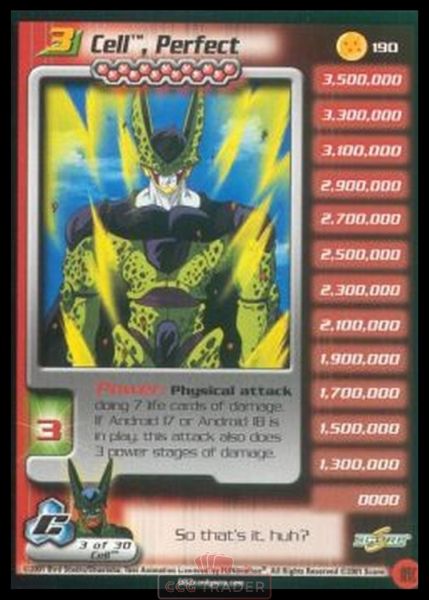 3 Cell™, Perfect 190
3,500,000
3,300,000
3,100,000
2,900,000
2,700,000
2,500,000
2,300,000
2,100,000
1,900,000
1,700,000
1,500,000
1,300,000
0000
Power: Physical attack
doing 7 life cards of damage.
If Android 17 or Android 18 is
in play, this attack also does
3 power stages of damage.
3
3 of 30
Cell™
So that's it, huh?
SCORE
CCG TRADER